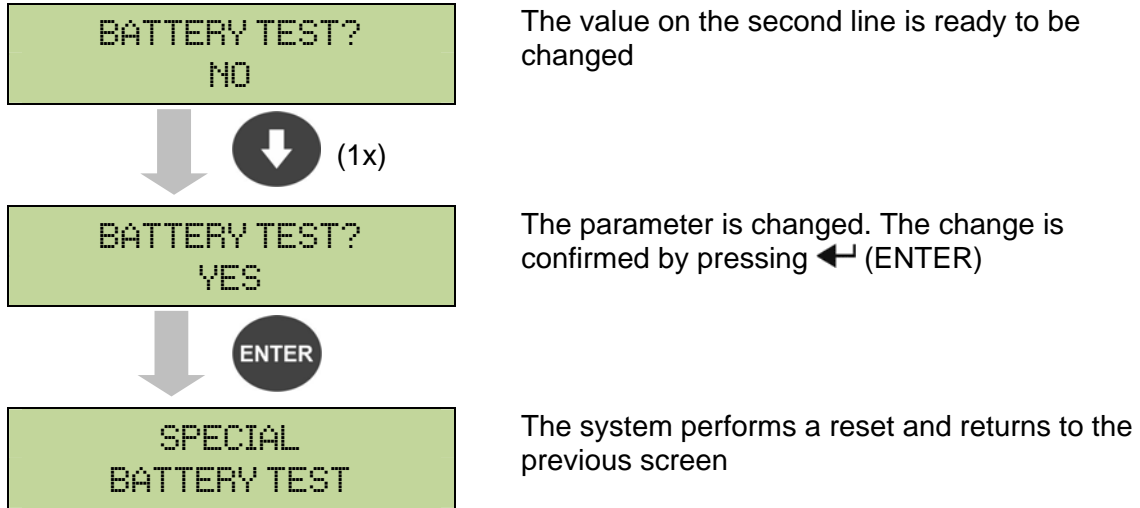 BATTERY TEST?
NO
The value on the second line is ready to be
changed
(1x)
BATTERY TEST?
YES
The parameter is changed. The change is
confirmed by pressing ↵ (ENTER)
ENTER
SPECIAL
BATTERY TEST
The system performs a reset and returns to the
previous screen